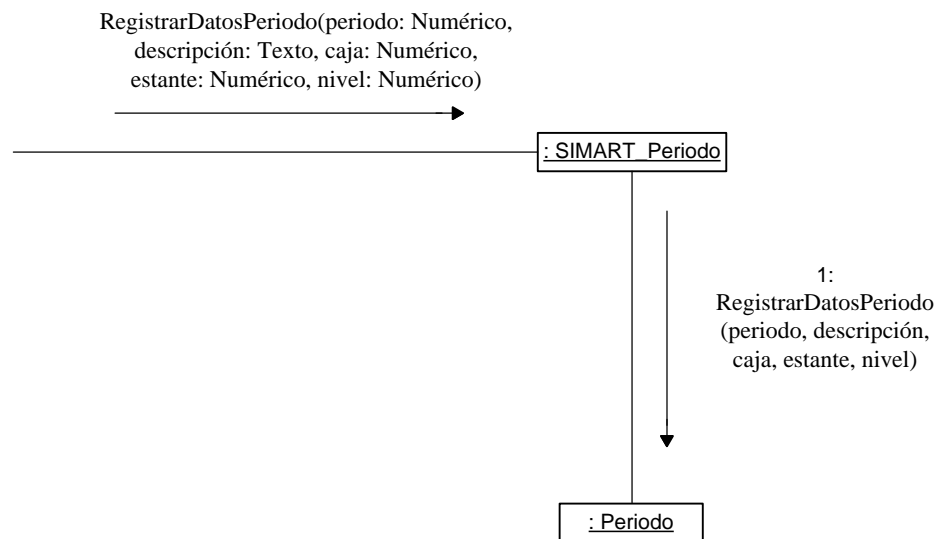 RegistrarDatosPeriodo(periodo: Numérico,
descripción: Texto, caja: Numérico,
estante: Numérico, nivel: Numérico)
: SIMART_Periodo
1:
RegistrarDatosPeriodo
(periodo, descripción,
caja, estante, nivel)
: Periodo